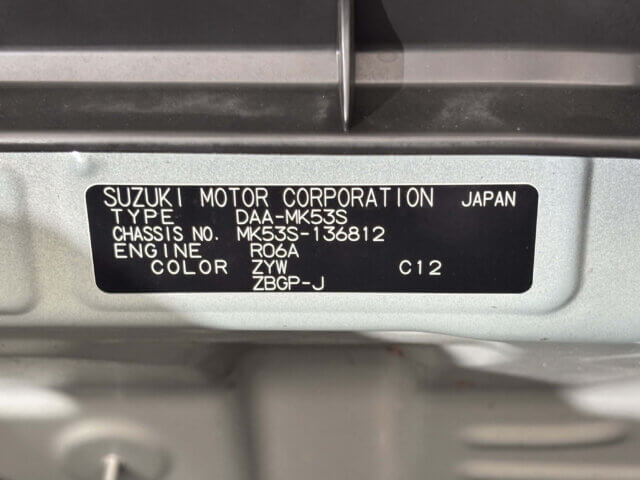 SUZUKI MOTOR CORPORATION JAPAN
TYPE DAA-MK53S
CHASSIS NO. MK53S-136812
ENGINE R06A
COLOR ZYW C12
ZBGP-J